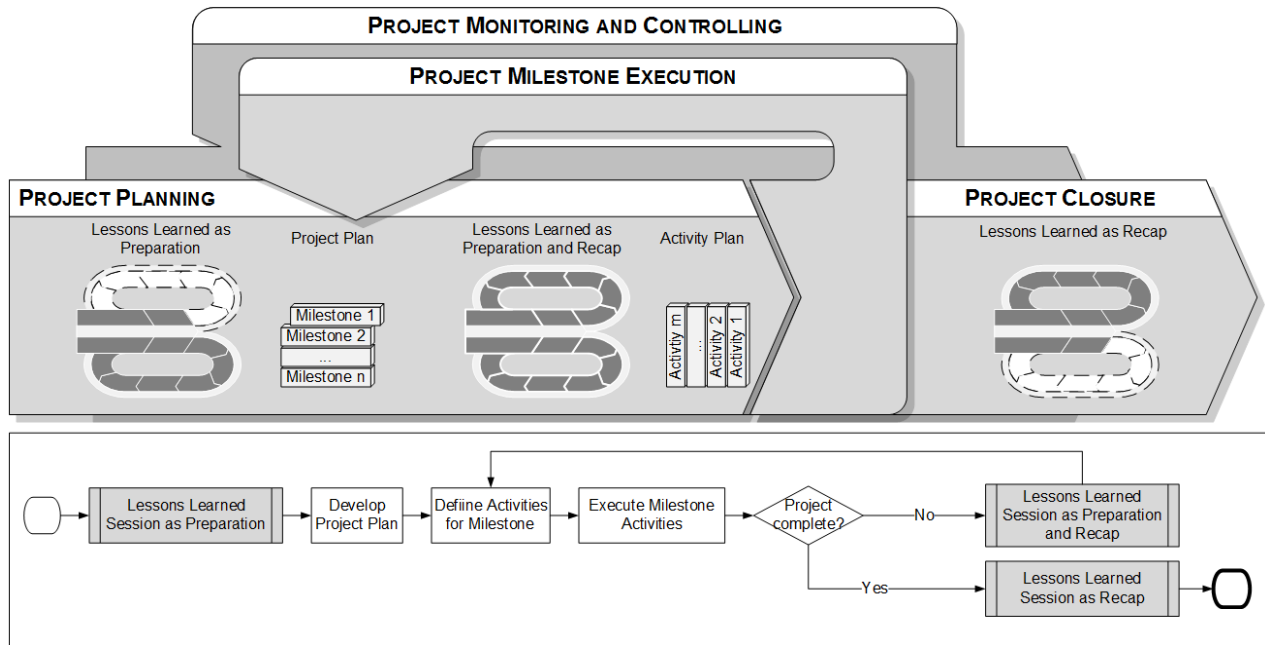 PROJECT MONITORING AND CONTROLLING
PROJECT MILESTONE EXECUTION
PROJECT PLANNING
PROJECT CLOSURE
Lessons Learned as
Preparation
Project Plan
Lessons Learned as
Preparation and Recap
Activity Plan
Lessons Learned as Recap
Milestone 1
Milestone 2
...
Milestone n
Activtiy m
...
Activity 2
Activity 1
Lessons Learned
Session as Preparation
Develop
Project Plan
Defiine Activities
for Milestone
Execute Milestone
Activities
Project
complete?
No
Lessons Learned
Session as Preparation
and Recap
Yes
Lessons Learned
Session as Recap